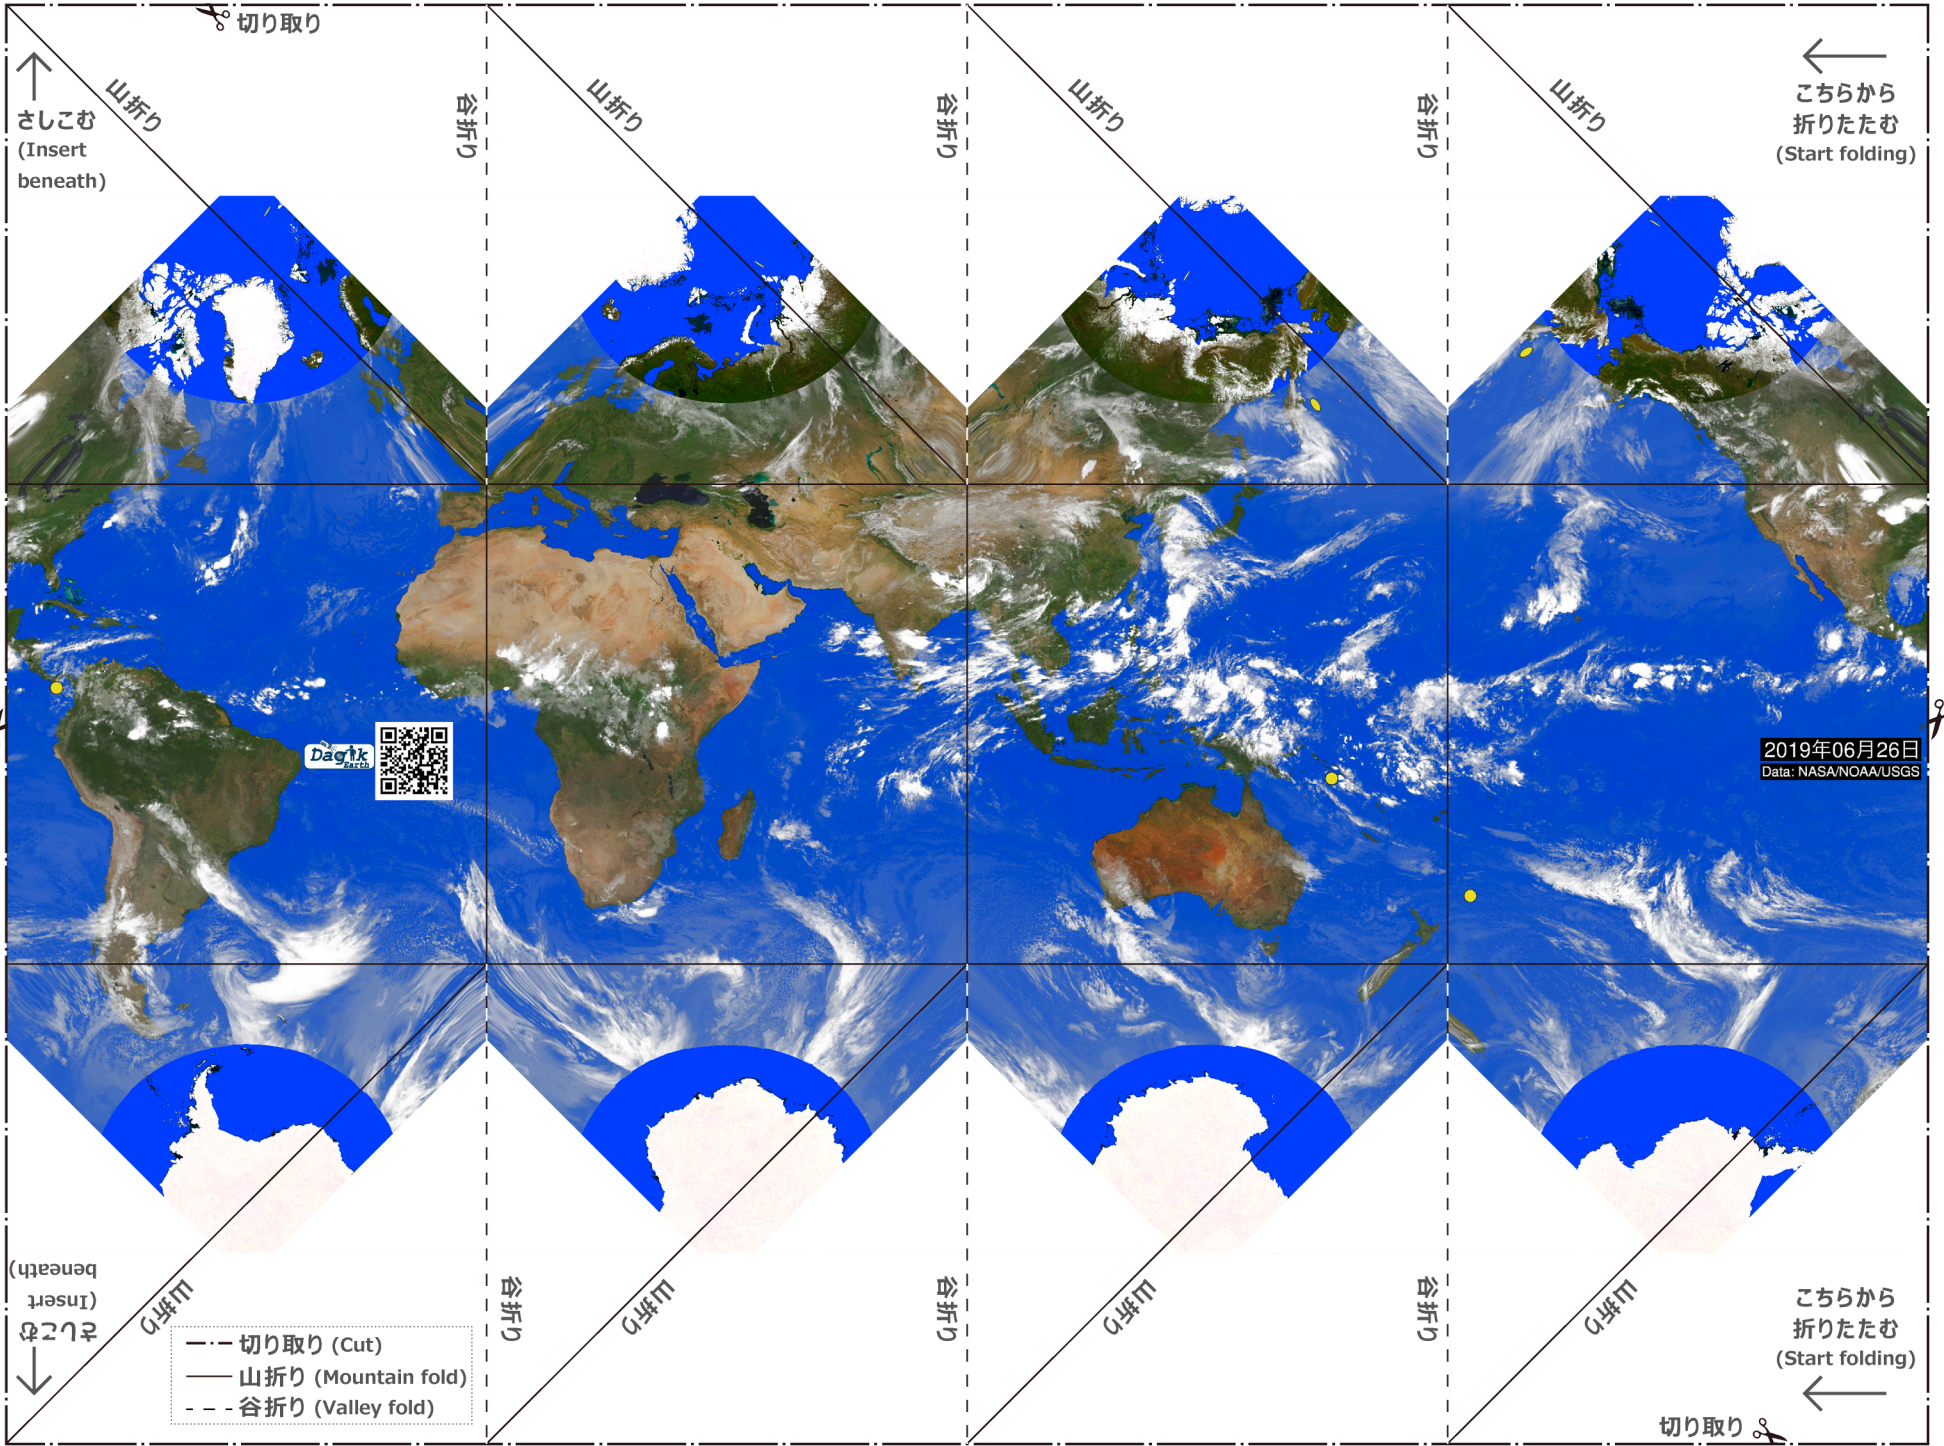 切り取り
山折り
谷折り
山折り
谷折り
山折り
谷折り
山折り
さしこむ
(Insert
beneath)
こちらから
折りたたむ
(Start folding)
Dagik
Earth
2019年06月26日
Data: NASA/NOAA/USGS
さしこむ
(Insert
beneath)
山折り
谷折り
山折り
谷折り
山折り
谷折り
山折り
こちらから
折りたたむ
(Start folding)
切り取り (Cut)
山折り (Mountain fold)
谷折り (Valley fold)
切り取り